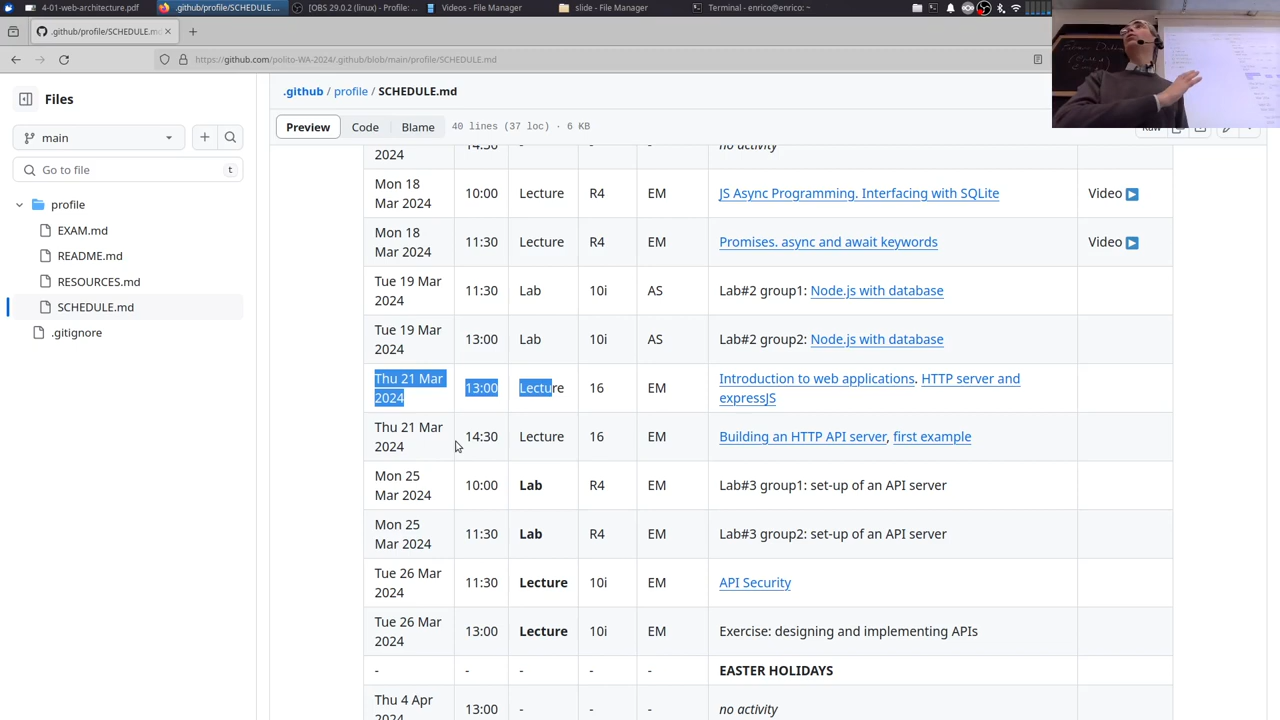 4-01-web-architecture.pdf
.github/profile/SCHEDULE...
[OBS 29.0.2 (linux) - Profile: ...
Videos - File Manager
slide - File Manager
Terminal - enrico@enrico: ~
.github/profile/SCHEDULE.m
https://github.com/polito-WA-2024/.github/blob/main/profile/SCHEDULE.md
Files
main
Go to file
t
profile
EXAM.md
README.md
RESOURCES.md
SCHEDULE.md
.gitignore
.github / profile / SCHEDULE.md
Preview
Code
Blame
40 lines (37 loc) · 6 KB
Raw
2024 14:30 - - - no activity
Mon 18 Mar 2024 10:00 Lecture R4 EM JS Async Programming. Interfacing with SQLite Video
Mon 18 Mar 2024 11:30 Lecture R4 EM Promises. async and await keywords Video
Tue 19 Mar 2024 11:30 Lab 10i AS Lab#2 group1: Node.js with database
Tue 19 Mar 2024 13:00 Lab 10i AS Lab#2 group2: Node.js with database
Thu 21 Mar 2024 13:00 Lecture 16 EM Introduction to web applications. HTTP server and expressJS
Thu 21 Mar 2024 14:30 Lecture 16 EM Building an HTTP API server, first example
Mon 25 Mar 2024 10:00 Lab R4 EM Lab#3 group1: set-up of an API server
Mon 25 Mar 2024 11:30 Lab R4 EM Lab#3 group2: set-up of an API server
Tue 26 Mar 2024 11:30 Lecture 10i EM API Security
Tue 26 Mar 2024 13:00 Lecture 10i EM Exercise: designing and implementing APIs
- - - - - EASTER HOLIDAYS
Thu 4 Apr 2024 13:00 - - - no activity